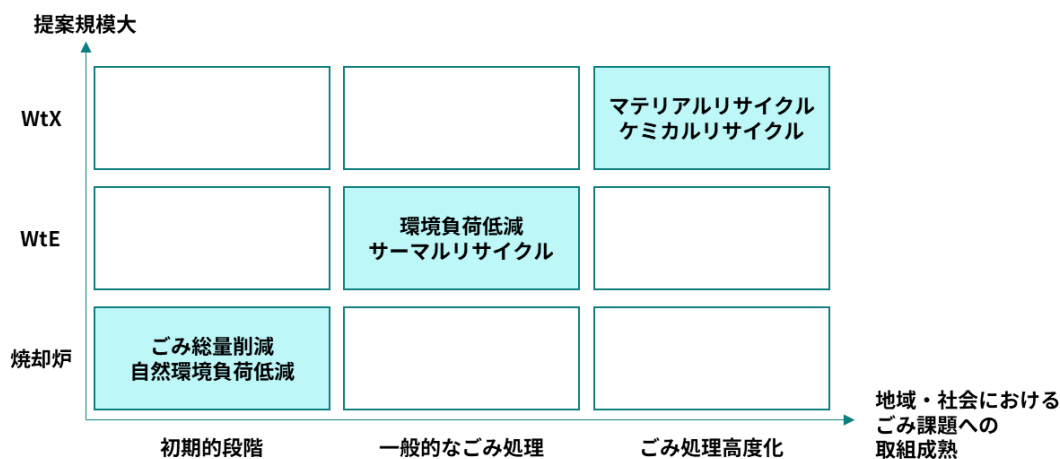 提案規模大
WtX
マテリアルリサイクル
ケミカルリサイクル
WtE
環境負荷低減
サーマルリサイクル
焼却炉
ごみ総量削減
自然環境負荷低減
初期的段階
一般的なごみ処理
ごみ処理高度化
地域・社会における
ごみ課題への
取組成熟